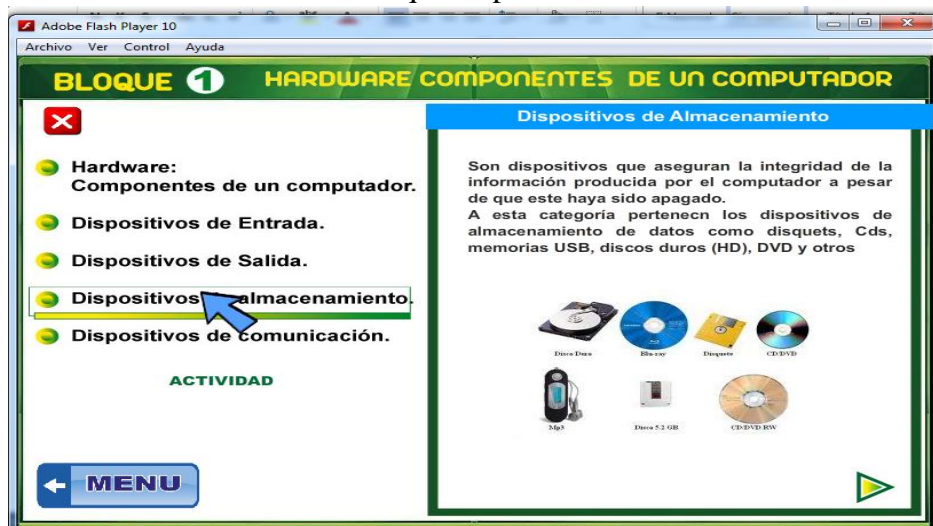 Adobe Flash Player 10
Archivo Ver Control Ayuda
BLOQUE 1 HARDWARE COMPONENTES DE UN COMPUTADOR
Hardware:
Componentes de un computador.
Dispositivos de Entrada.
Dispositivos de Salida.
Dispositivos almacenamiento.
Dispositivos de comunicación.
ACTIVIDAD
MENU
Dispositivos de Almacenamiento
Son dispositivos que aseguran la integridad de la
información producida por el computador a pesar
de que este haya sido apagado.
A esta categoría pertenecn los dispositivos de
almacenamiento de datos como disquets, Cds,
memorias USB, discos duros (HD), DVD y otros
Disco Duro Blu-ray Disquete CD/DVD
Mp3 Disco 5.2 GB CD/DVD RW